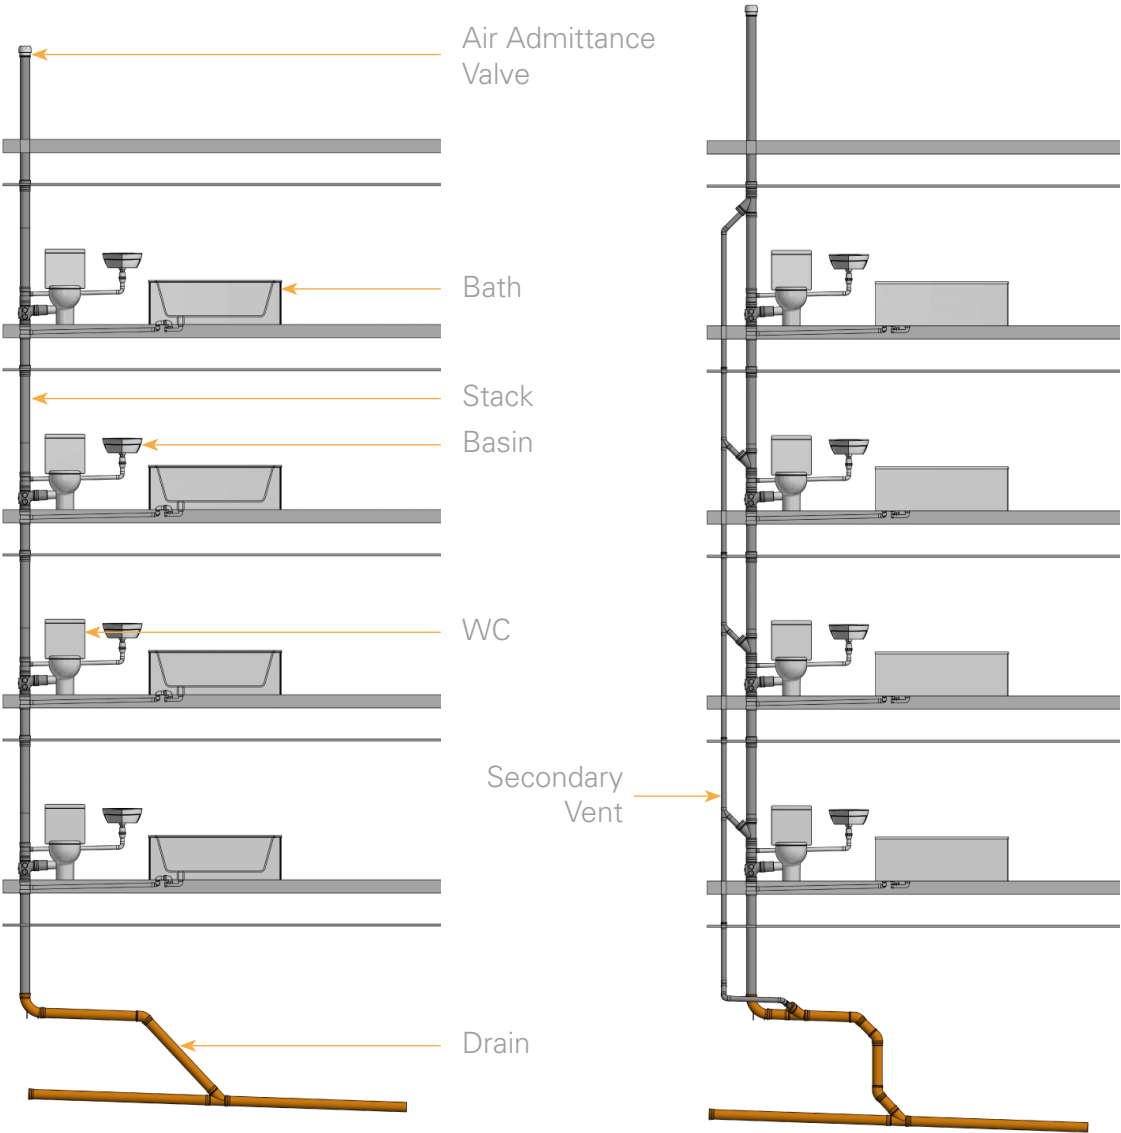 Air Admittance
Valve
Bath
Stack
Basin
WC
Secondary
Vent
Drain